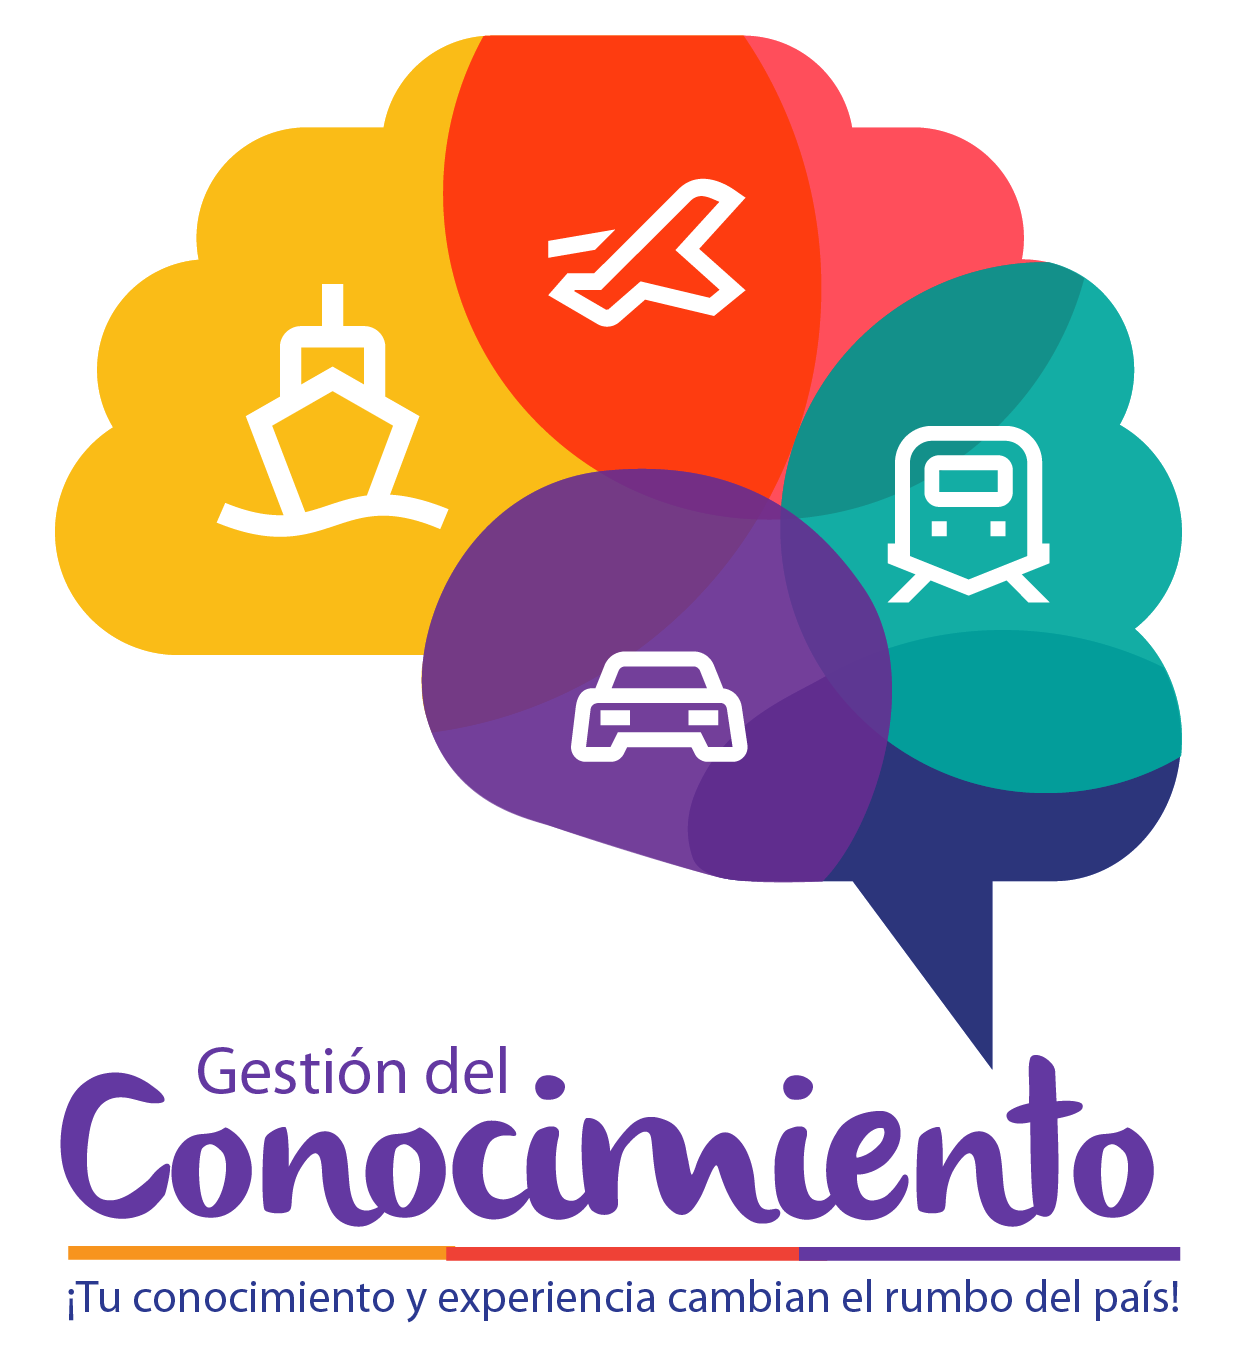 Gestión del
Conocimiento
¡Tu conocimiento y experiencia cambian el rumbo del país!